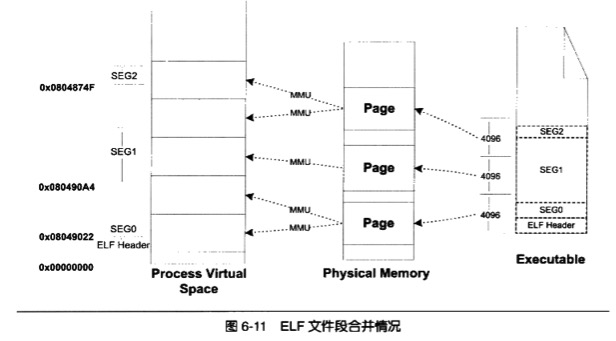 SEG2
0x0804874F
MMU
MMU
Page
4096
SEG2
SEG1
MMU
Page
4096
SEG1
0x080490A4
MMU
4096
SEG0
SEG0
MMU
Page
ELF Header
0x08049022
ELF Header
0x00000000
Process Virtual
Space
Physical Memory
Executable
图 6-11 ELF 文件段合并情况